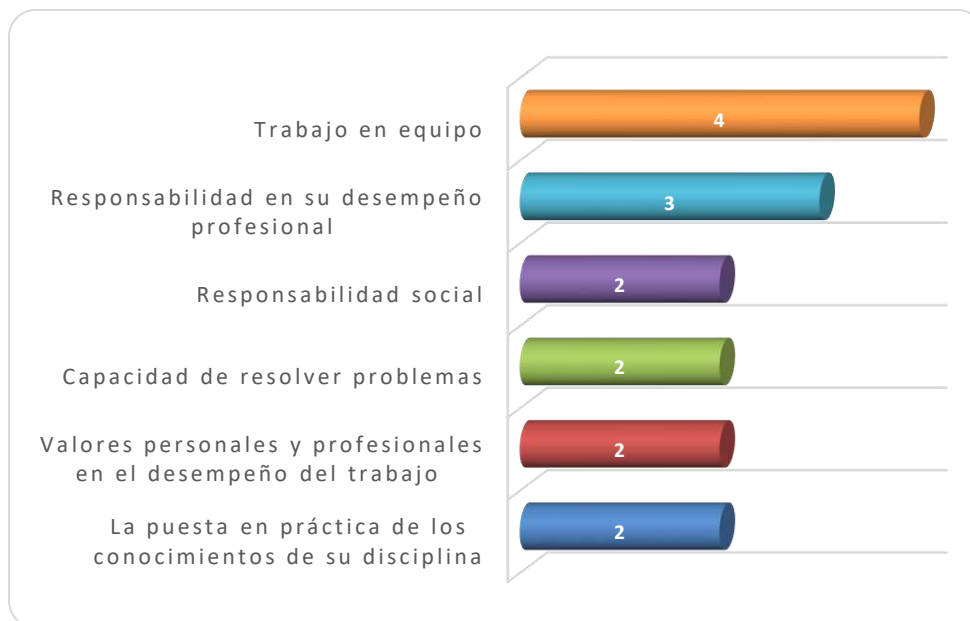 Trabajo en equipo
4
Responsabilidad en su desempeño
profesional
3
Responsabilidad social
2
Capacidad de resolver problemas
2
Valores personales y profesionales
en el desempeño del trabajo
2
La puesta en práctica de los
conocimientos de su disciplina
2